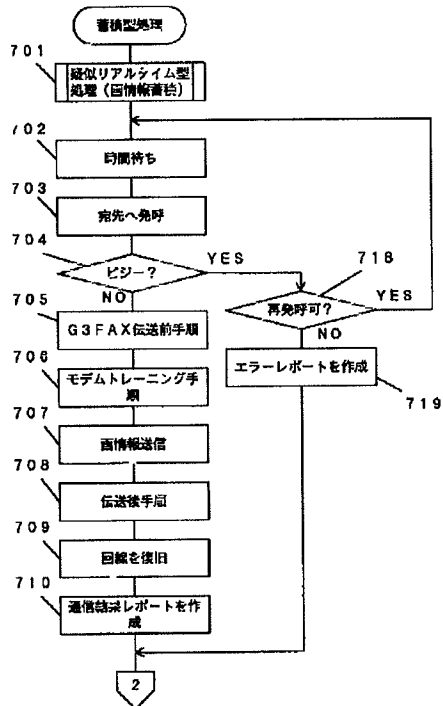 蓄積型処理
701
疑似リアルタイム型
処理（画情報蓄積）
702
時間待ち
703
宛先へ発呼
704
ビジー？
YES
NO
718
再発呼可？
YES
NO
705
G3FAX伝送前手順
エラーレポートを作成
719
706
モデムトレーニング手
順
707
画情報送信
708
伝送後手順
709
回線を復旧
710
通信結果レポートを作
成
2